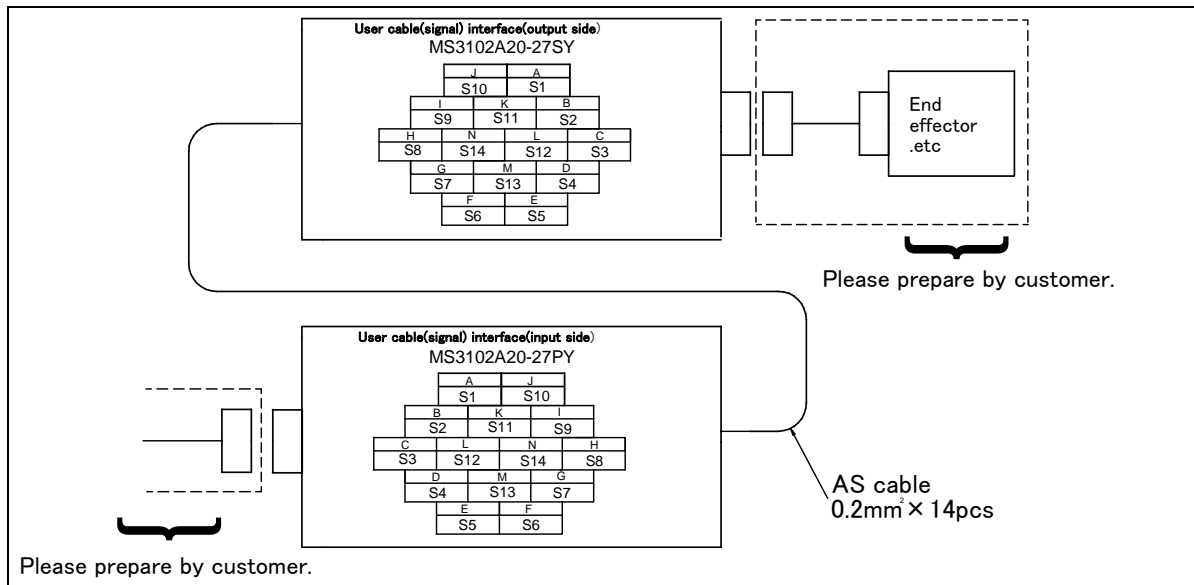 User cable(signal) interface(output side)
MS3102A20-27SY
J A
S10 S1
I K B
S9 S11 S2
H N L C
S8 S14 S12 S3
G M D
S7 S13 S4
F E
S6 S5
End
effector
.etc
Please prepare by customer.
User cable(signal) interface(input side)
MS3102A20-27PY
A J
S1 S10
B K I
S2 S11 S9
C L N H
S3 S12 S14 S8
D M G
S4 S13 S7
E F
S5 S6
AS cable
0.2mm²×14pcs
Please prepare by customer.